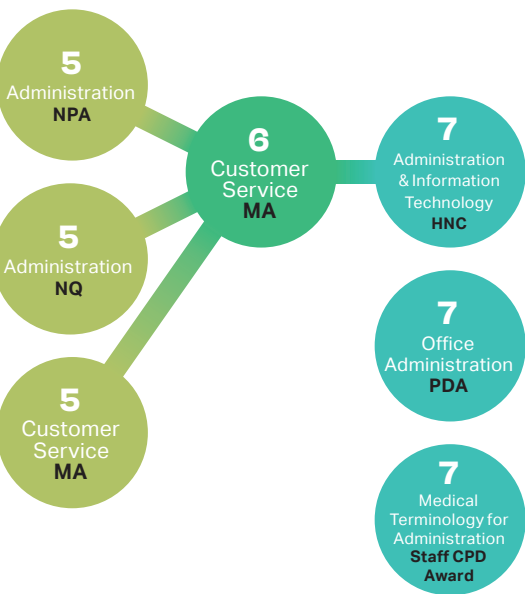 5
Administration
NPA
5
Administration
NQ
5
Customer
Service
MA
6
Customer
Service
MA
7
Administration
& Information
Technology
HNC
7
Office
Administration
PDA
7
Medical
Terminology for
Administration
Staff CPD
Award